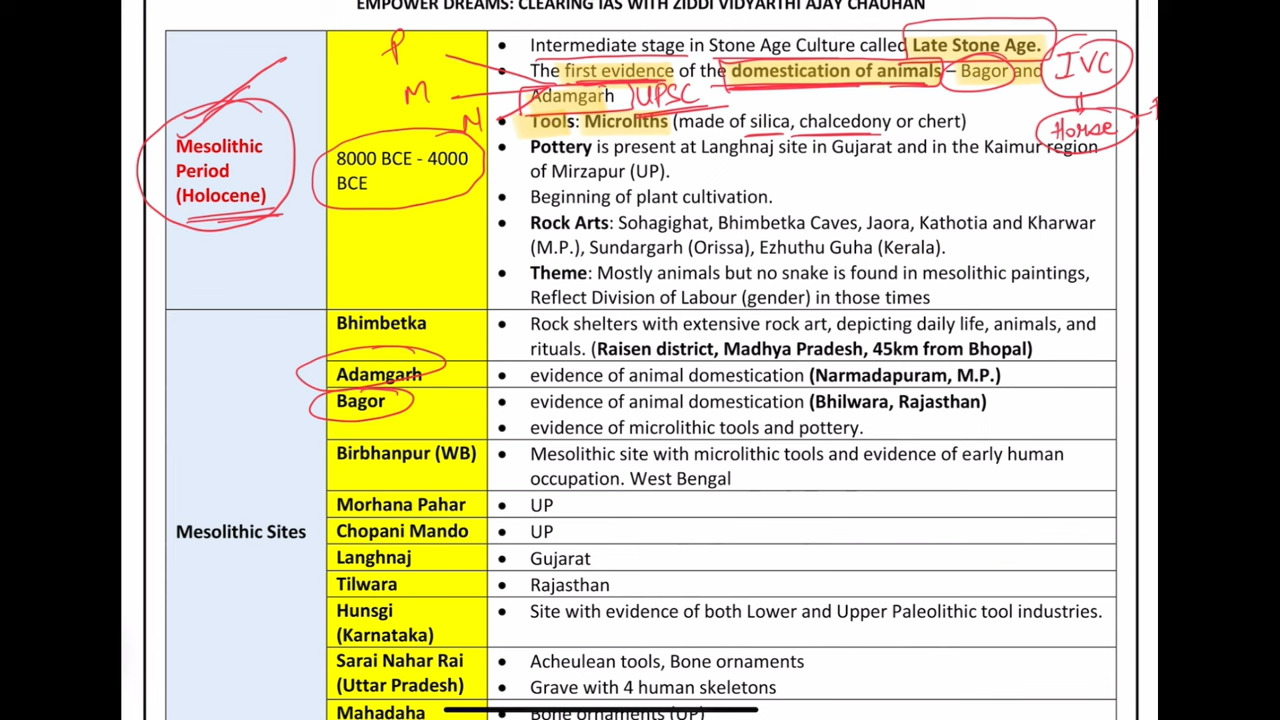 EMPOWER DREAMS: CLEARING IAS WITH ZIDDI VIDYARTHI AJAY CHAUHAN
Mesolithic
Period
(Holocene)
P
M
N
8000 BCE - 4000
BCE
• Intermediate stage in Stone Age Culture called Late Stone Age.
• The first evidence of the domestication of animals – Bagor and
Adamgarh
UPSC
IVC
Horse
• Tools: Microliths (made of silica, chalcedony or chert)
• Pottery is present at Langhnaj site in Gujarat and in the Kaimur region
of Mirzapur (UP).
• Beginning of plant cultivation.
• Rock Arts: Sohagighat, Bhimbetka Caves, Jaora, Kathotia and Kharwar
(M.P.), Sundargarh (Orissa), Ezhuthu Guha (Kerala).
• Theme: Mostly animals but no snake is found in mesolithic paintings,
Reflect Division of Labour (gender) in those times
Mesolithic Sites
Bhimbetka
• Rock shelters with extensive rock art, depicting daily life, animals, and
rituals. (Raisen district, Madhya Pradesh, 45km from Bhopal)
Adamgarh
• evidence of animal domestication (Narmadapuram, M.P.)
Bagor
• evidence of animal domestication (Bhilwara, Rajasthan)
• evidence of microlithic tools and pottery.
Birbhanpur (WB)
• Mesolithic site with microlithic tools and evidence of early human
occupation. West Bengal
Morhana Pahar
• UP
Chopani Mando
• UP
Langhnaj
• Gujarat
Tilwara
• Rajasthan
Hunsgi
(Karnataka)
• Site with evidence of both Lower and Upper Paleolithic tool industries.
Sarai Nahar Rai
(Uttar Pradesh)
• Acheulean tools, Bone ornaments
• Grave with 4 human skeletons
Mahadaha
• Bone ornaments (UP)